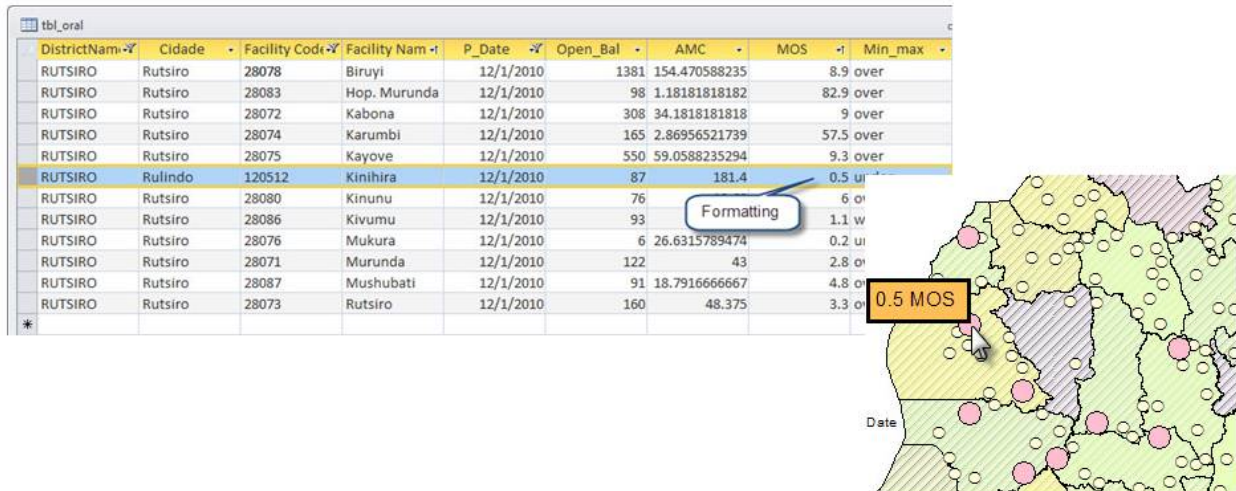 tbl_oral
DistrictName Cidade Facility Code Facility Nam P_Date Open_Bal AMC MOS Min_max
RUTSIRO Rutsiro 28078 Biruyi 12/1/2010 1381 154.470588235 8.9 over
RUTSIRO Rutsiro 28083 Hop. Murunda 12/1/2010 98 1.18181818182 82.9 over
RUTSIRO Rutsiro 28072 Kabona 12/1/2010 308 34.1818181818 9 over
RUTSIRO Rutsiro 28074 Karumbi 12/1/2010 165 2.86956521739 57.5 over
RUTSIRO Rutsiro 28075 Kayove 12/1/2010 550 59.0588235294 9.3 over
RUTSIRO Rulindo 120512 Kinihira 12/1/2010 87 181.4 0.5
RUTSIRO Rutsiro 28080 Kinunu 12/1/2010 76 6
Formatting
RUTSIRO Rutsiro 28086 Kivumu 12/1/2010 93 1.1
RUTSIRO Rutsiro 28076 Mukura 12/1/2010 6 26.6315789474 0.2
RUTSIRO Rutsiro 28071 Murunda 12/1/2010 122 43 2.8
RUTSIRO Rutsiro 28087 Mushubati 12/1/2010 91 18.7916666667 4.8
RUTSIRO Rutsiro 28073 Rutsiro 12/1/2010 160 48.375 3.3
0.5 MOS
Date